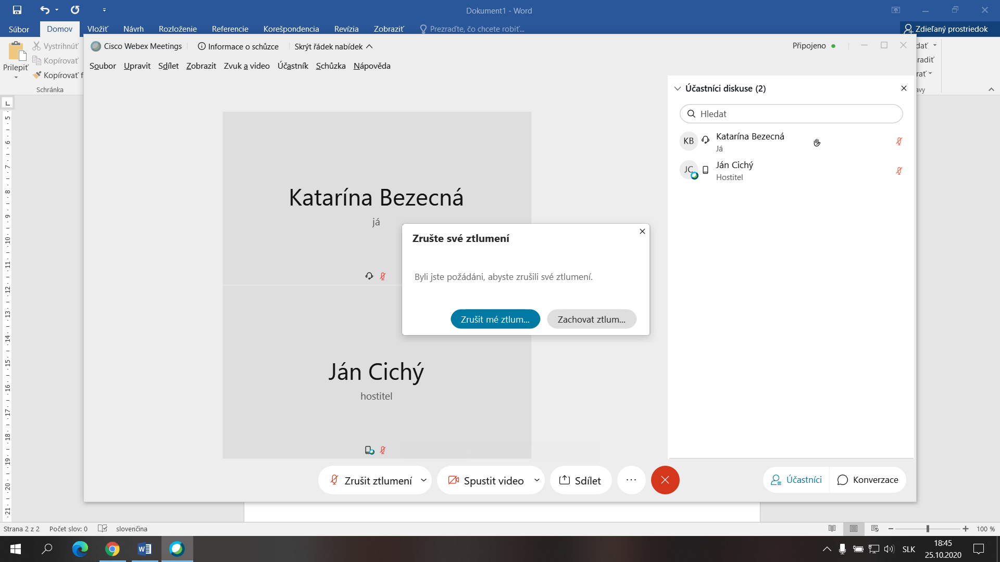 Dokument1 - Word
Súbor Domov Vložiť Návrh Rozloženie Referencie Korešpondencia Revízia Zobraziť Prezraďte, čo chcete robiť... Zdieľaný prostriedok
Prilepiť
Vystrihnúť
Kopírovať
Kopírovať f
Schránka
Cisco Webex Meetings Informace o schůzce Skrýt řádek nabídek Připojeno
Soubor Upravit Sdílet Zobrazit Zvuk a video Účastník Schůzka Nápověda
Účastníci diskuse (2)
Hledat
KB Katarína Bezecná
Já
JC Ján Cichý
Hostitel
Katarína Bezecná
já
Zrušte své ztlumení
Byli jste požádáni, abyste zrušili své ztlumení.
Zrušit mé ztlum... Zachovat ztlum...
Ján Cichý
hostitel
Zrušit ztlumení Spustit video Sdílet ... Účastníci Konverzace
5
6
7
8
9
10
11
12
13
14
15
16
17
18
19
20
21
Strana 2 z 2 Počet slov: 0 slovenčina 100 %
SLK 18:45
25.10.2020